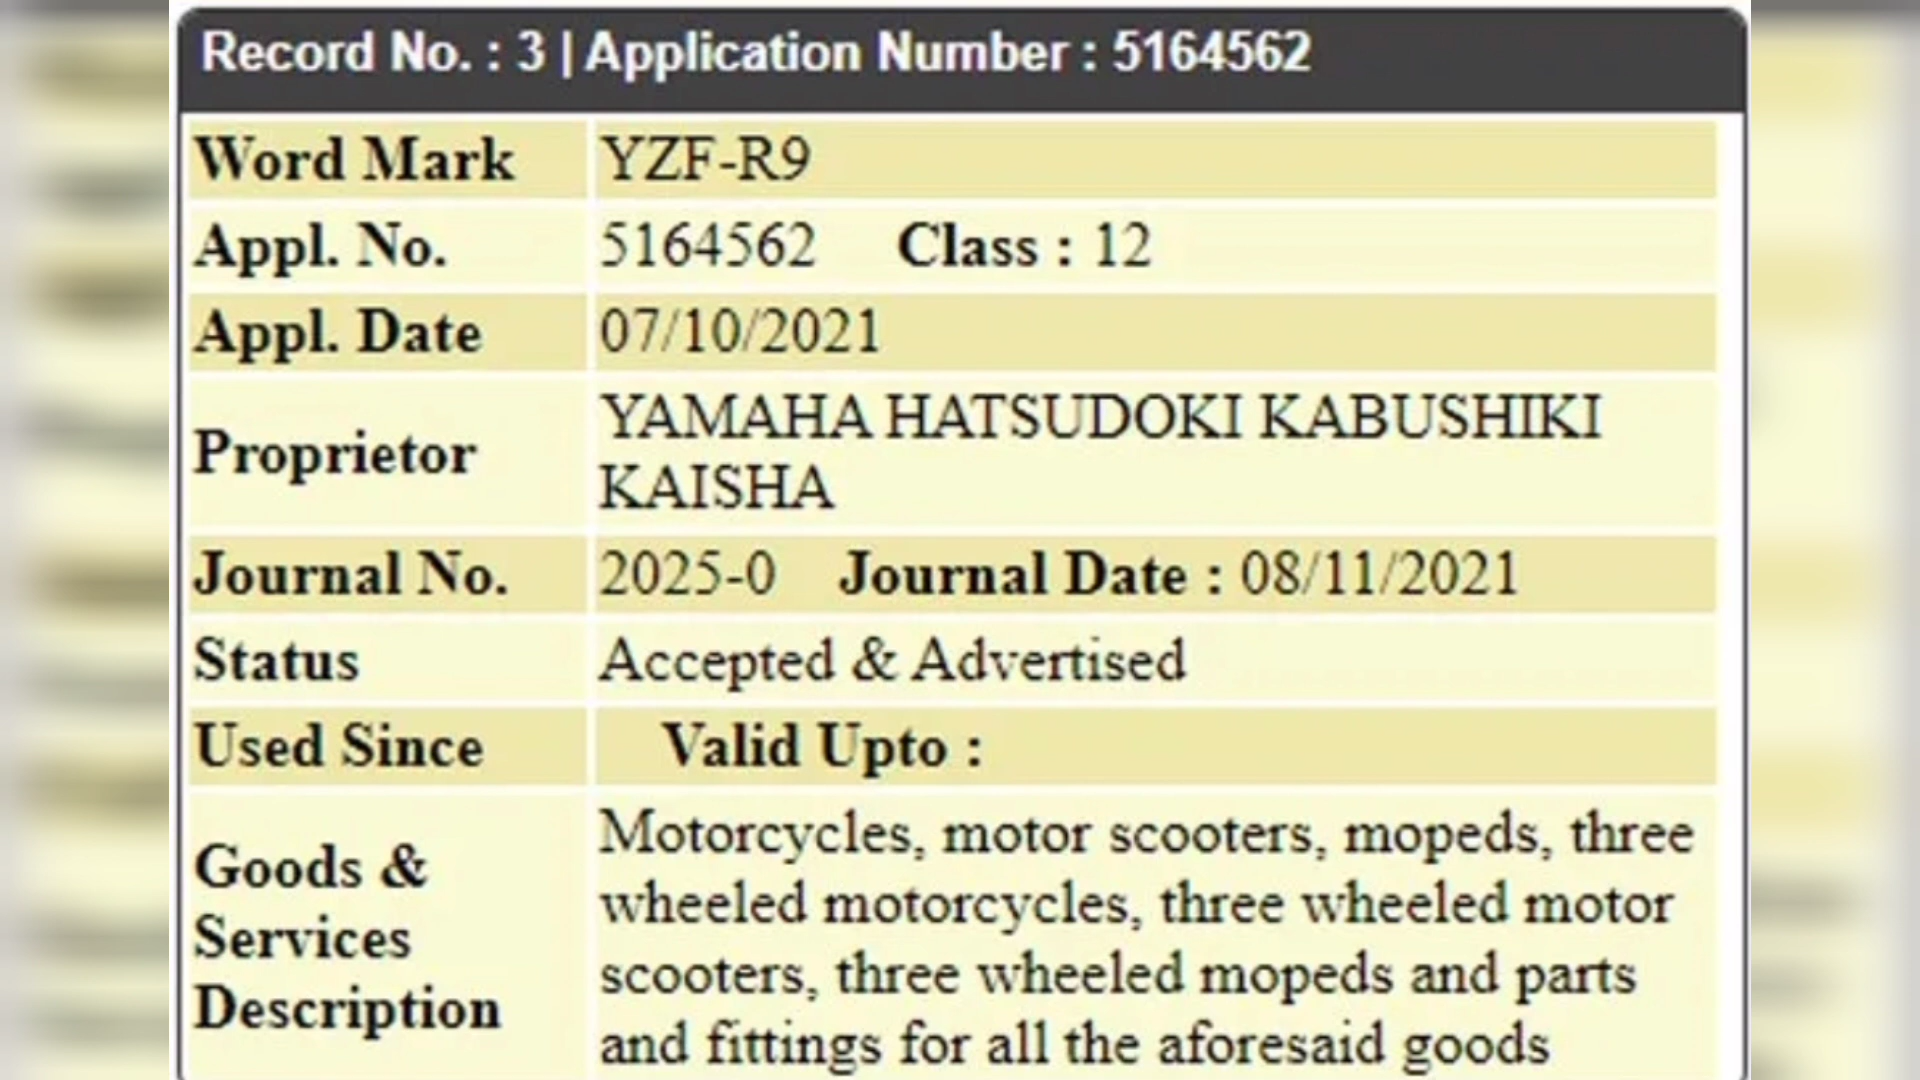 Record No. : 3 | Application Number : 5164562
Word Mark YZF-R9
Appl. No. 5164562 Class : 12
Appl. Date 07/10/2021
Proprietor YAMAHA HATSUDOKI KABUSHIKI
KAISHA
Journal No. 2025-0 Journal Date : 08/11/2021
Status Accepted & Advertised
Used Since Valid Upto :
Goods &
Services
Description
Motorcycles, motor scooters, mopeds, three
wheeled motorcycles, three wheeled motor
scooters, three wheeled mopeds and parts
and fittings for all the aforesaid goods